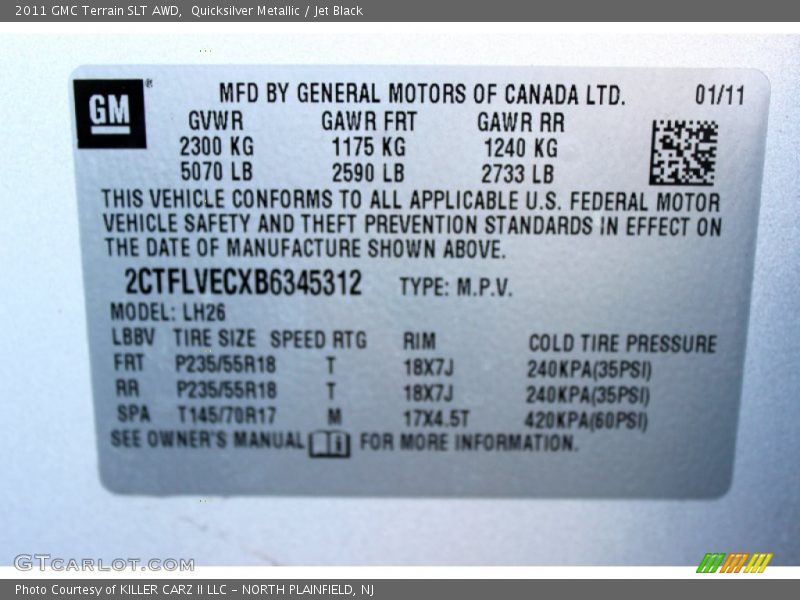 2011 GMC Terrain SLT AWD, Quicksilver Metallic / Jet Black
GM® MFD BY GENERAL MOTORS OF CANADA LTD. 01/11
GVWR GAWR FRT GAWR RR
2300 KG 1175 KG 1240 KG
5070 LB 2590 LB 2733 LB
THIS VEHICLE CONFORMS TO ALL APPLICABLE U.S. FEDERAL MOTOR
VEHICLE SAFETY AND THEFT PREVENTION STANDARDS IN EFFECT ON
THE DATE OF MANUFACTURE SHOWN ABOVE.
2CTFLVECXB6345312 TYPE: M.P.V.
MODEL: LH26
LBBV TIRE SIZE SPEED RTG RIM COLD TIRE PRESSURE
FRT P235/55R18 T 18X7J 240KPA(35PSI)
RR P235/55R18 T 18X7J 240KPA(35PSI)
SPA T145/70R17 M 17X4.5T 420KPA(60PSI)
SEE OWNER'S MANUAL FOR MORE INFORMATION.
GTCARLOT.COM
Photo Courtesy of KILLER CARZ II LLC - NORTH PLAINFIELD, NJ